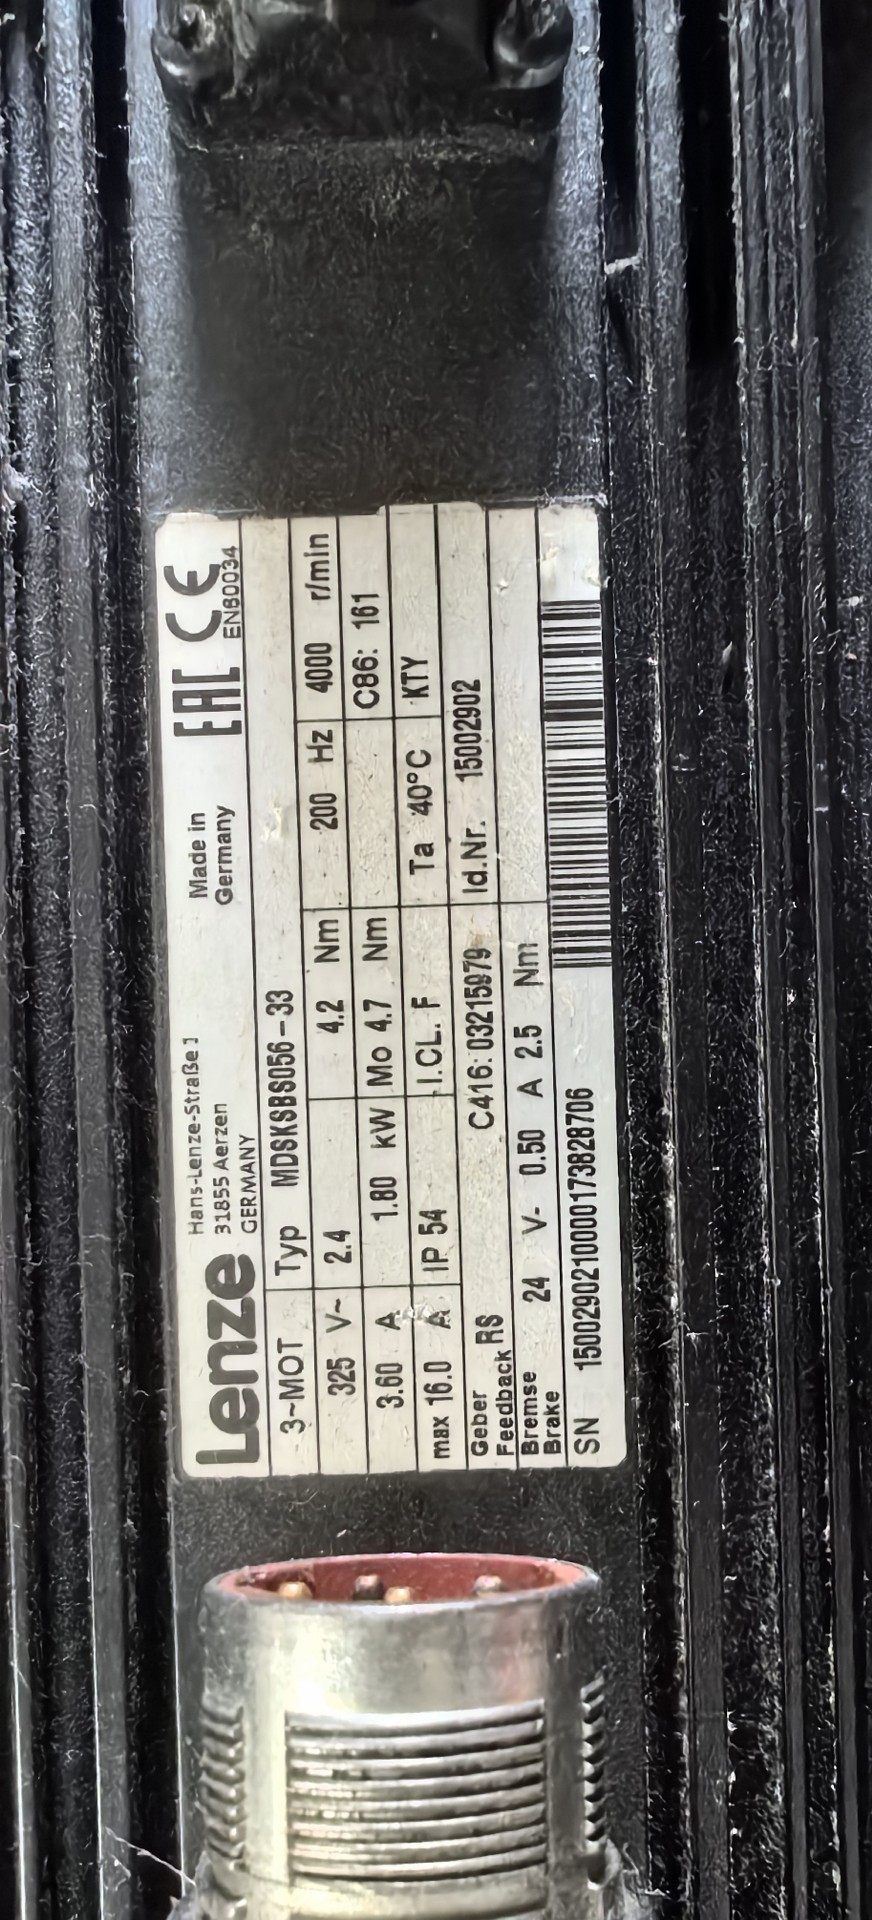 Lenze Hans-Lenze-Straße 1 Made in EAC CE
31855 Aerzen Germany
GERMANY EN60034
3~MOT Typ MDSKSBS056-33
325 V~ 2.4 4.2 Nm 200 Hz 4000 r/min
3.60 A 1.80 kW Mo 4.7 Nm C86: 161
max 16.0 A IP 54 I.CL. F Ta 40°C KTY
Geber
Feedback RS C416: 03215979 Id.Nr. 15002902
Bremse
Brake 24 V- 0.50 A 2.5 Nm
SN 15002902100000173828706